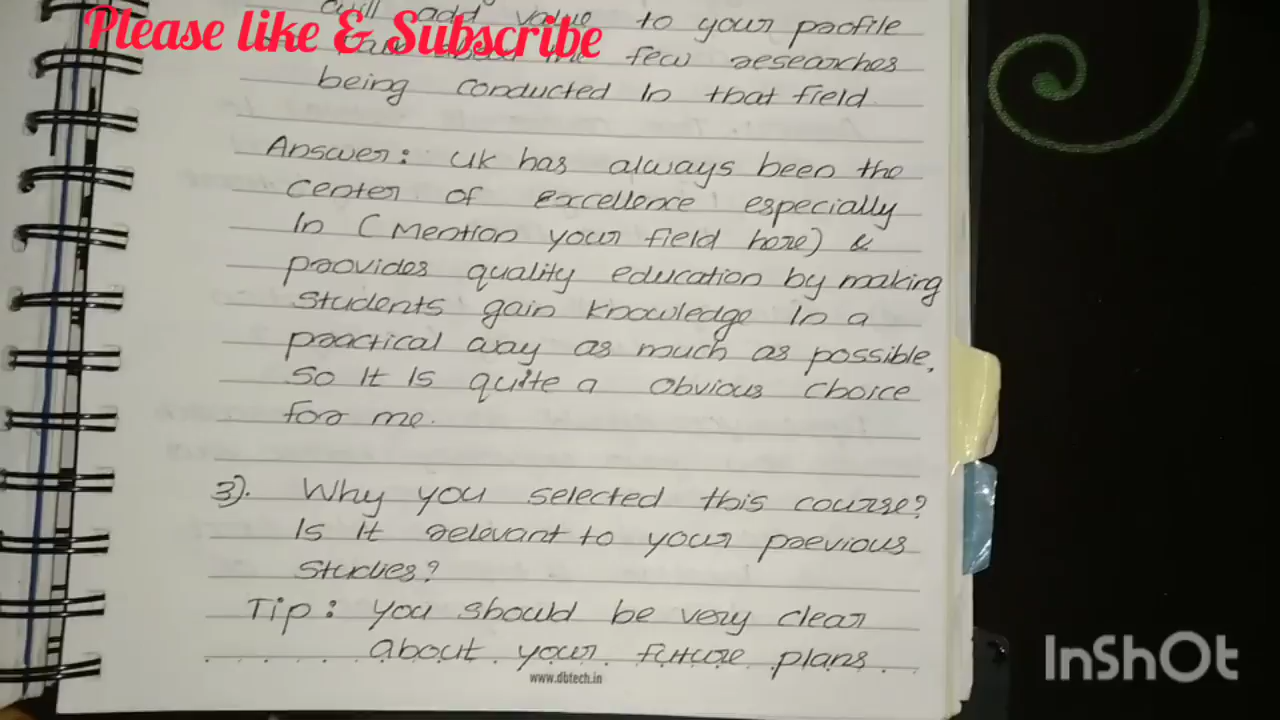 will add value to your profile
Please like & Subscribe
few researches
being conducted In that field
Answer: UK has always been the
center of excellence especially
In (Mention your field here) &
provides quality education by making
students gain knowledge In a
practical way as much as possible,
So It Is quite a obvious choice
for me.
3). Why you selected this course?
Is It relevant to your previous
studies?
Tip: you should be very clear
about your future plans
www.dbtech.in
InShOt